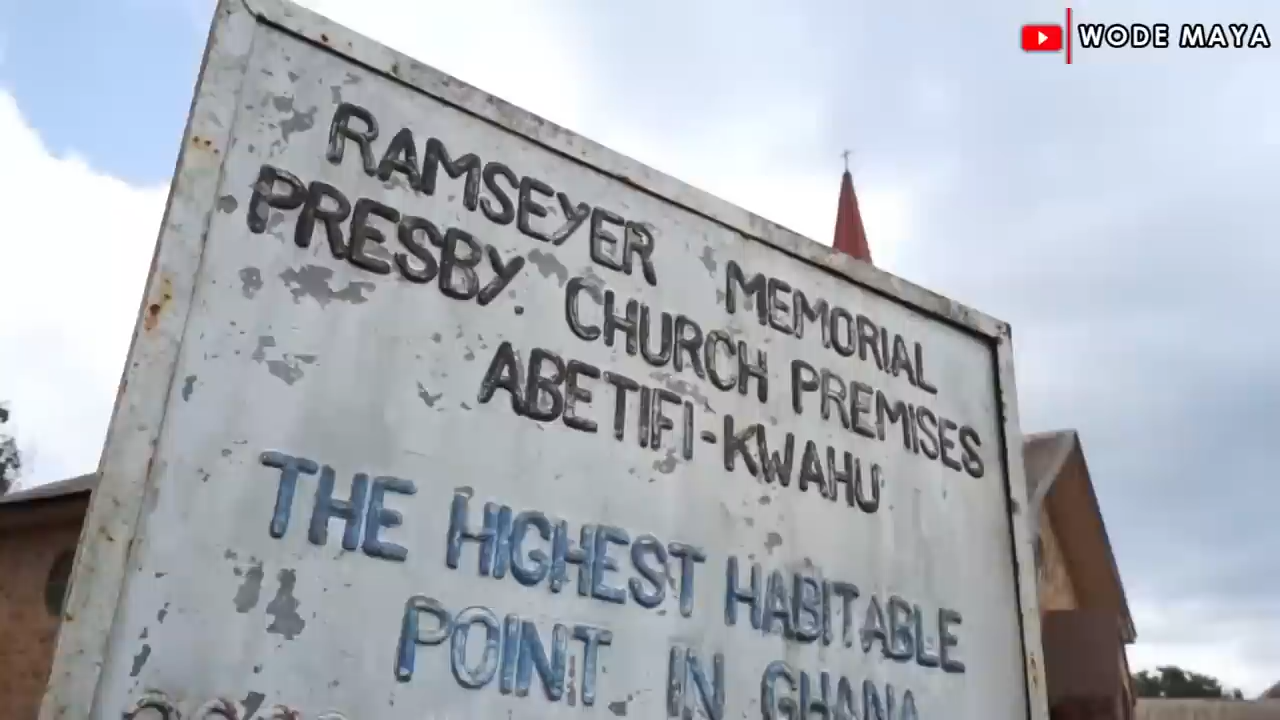 WODE MAYA
RAMSEYER MEMORIAL
PRESBY. CHURCH PREMISES
ABETIFI-KWAHU
THE HIGHEST HABITABLE
POINT IN GHANA